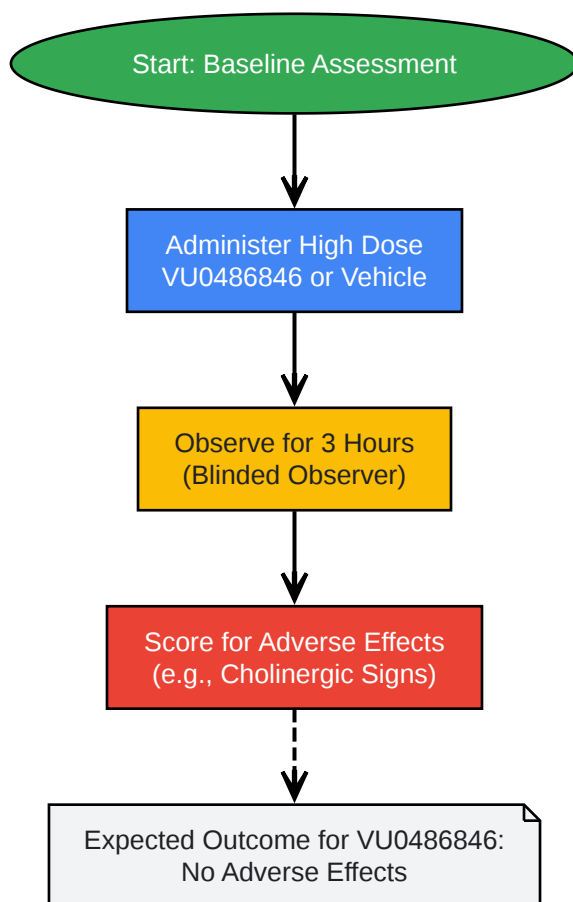 Start: Baseline Assessment
Administer High Dose
VU0486846 or Vehicle
Observe for 3 Hours
(Blinded Observer)
Score for Adverse Effects
(e.g., Cholinergic Signs)
Expected Outcome for VU0486846:
No Adverse Effects